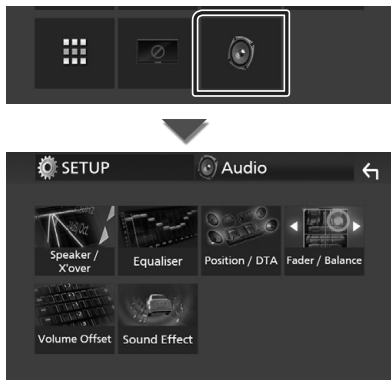 SETUP
Audio
Speaker /
X'over
Equaliser
Position / DTA
Fader / Balance
Volume Offset
Sound Effect